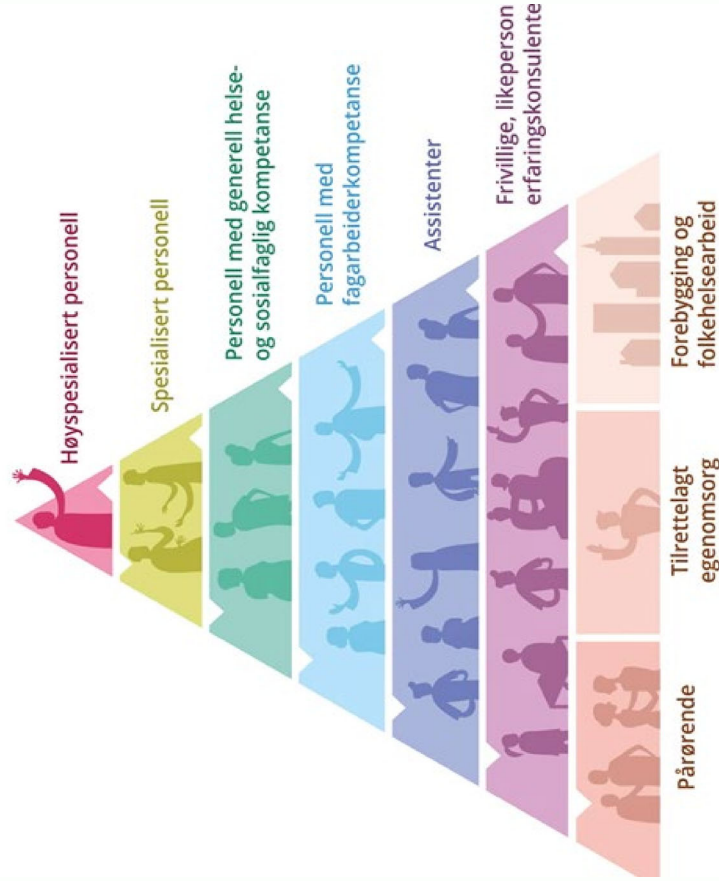 Høyspesialisert personell
Spesialisert personell
Personell med generell helse-
og sosialfaglig kompetanse
Personell med
fagarbeiderkompetanse
Assistenter
Frivillige, likeperson
erfaringskonsulente
Pårørende
Tilrettelagt
egenomsorg
Forebygging og
folkehelsearbeid